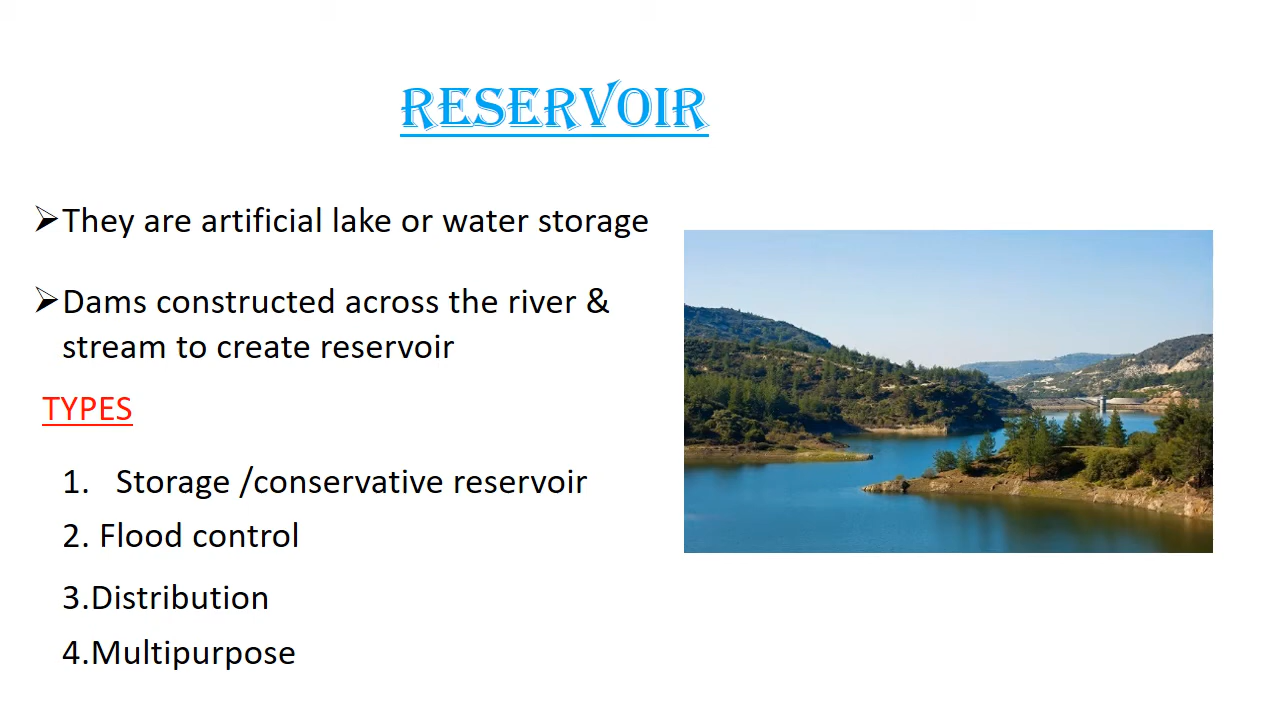 RESERVOIR
➢They are artificial lake or water storage
➢Dams constructed across the river &
stream to create reservoir
TYPES
1. Storage /conservative reservoir
2. Flood control
3.Distribution
4.Multipurpose